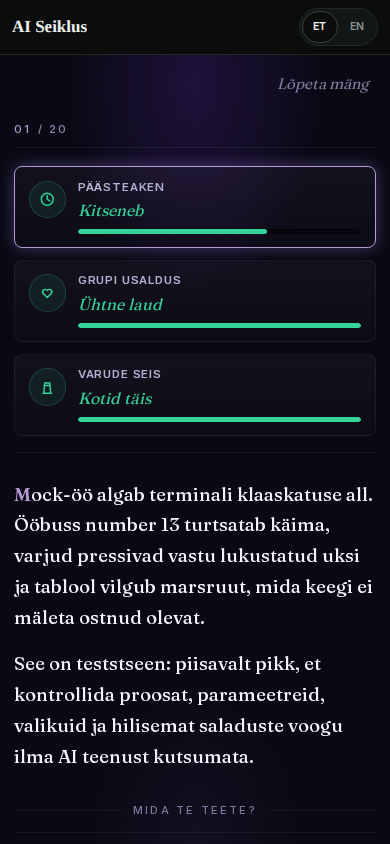 AI Seiklus
ET EN
Lõpeta mäng
01 / 20
PÄÄSTEAKEN
Kitseneb
GRUPI USALDUS
Ühtne laud
VARUDE SEIS
Kotid täis
Mock-öö algab terminali klaaskatuse all.
Ööbuss number 13 turtsatab käima,
varjud pressivad vastu lukustatud uksi
ja tablool vilgub marsruut, mida keegi ei
mäleta ostnud olevat.
See on teststseen: piisavalt pikk, et
kontrollida proosat, parameetreid,
valikuid ja hilisemat saladuste voogu
ilma AI teenust kutsumata.
MIDA TE TEETE?